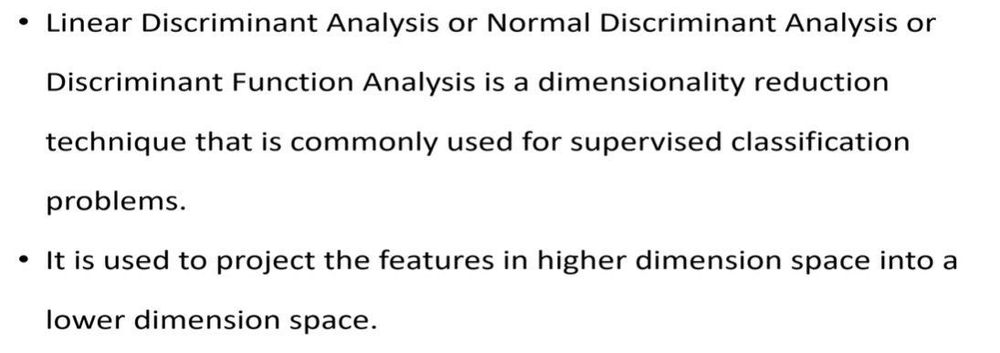 • Linear Discriminant Analysis or Normal Discriminant Analysis or
Discriminant Function Analysis is a dimensionality reduction
technique that is commonly used for supervised classification
problems.
• It is used to project the features in higher dimension space into a
lower dimension space.